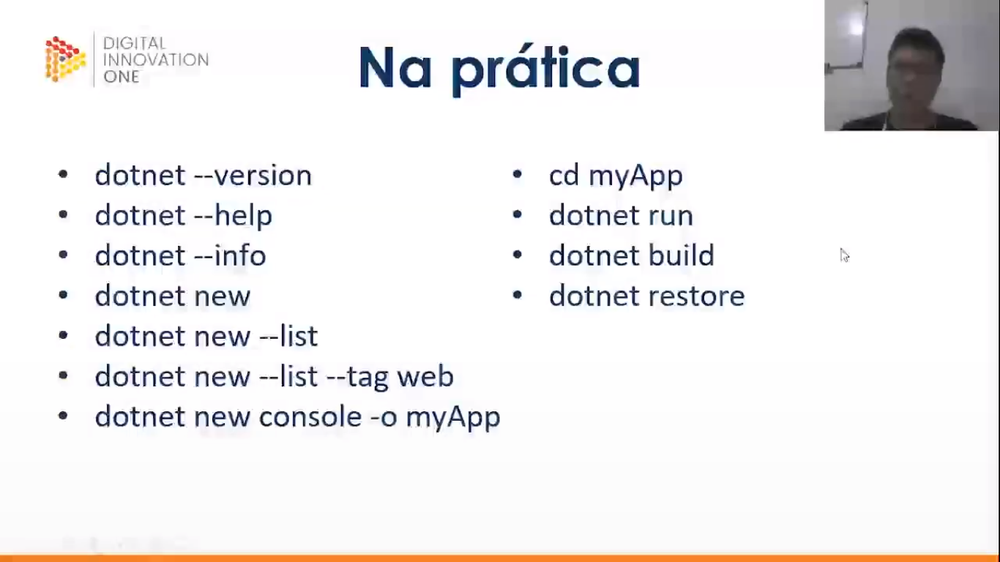 DIGITAL
INNOVATION
ONE
Na prática
• dotnet --version
• dotnet --help
• dotnet --info
• dotnet new
• dotnet new --list
• dotnet new --list --tag web
• dotnet new console -o myApp
• cd myApp
• dotnet run
• dotnet build
• dotnet restore